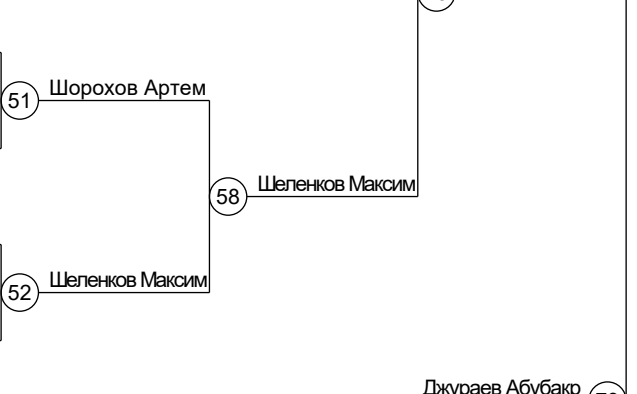 51 Шорохов Артем
58 Шеленков Максим
52 Шеленков Максим
Джураев Абубакр